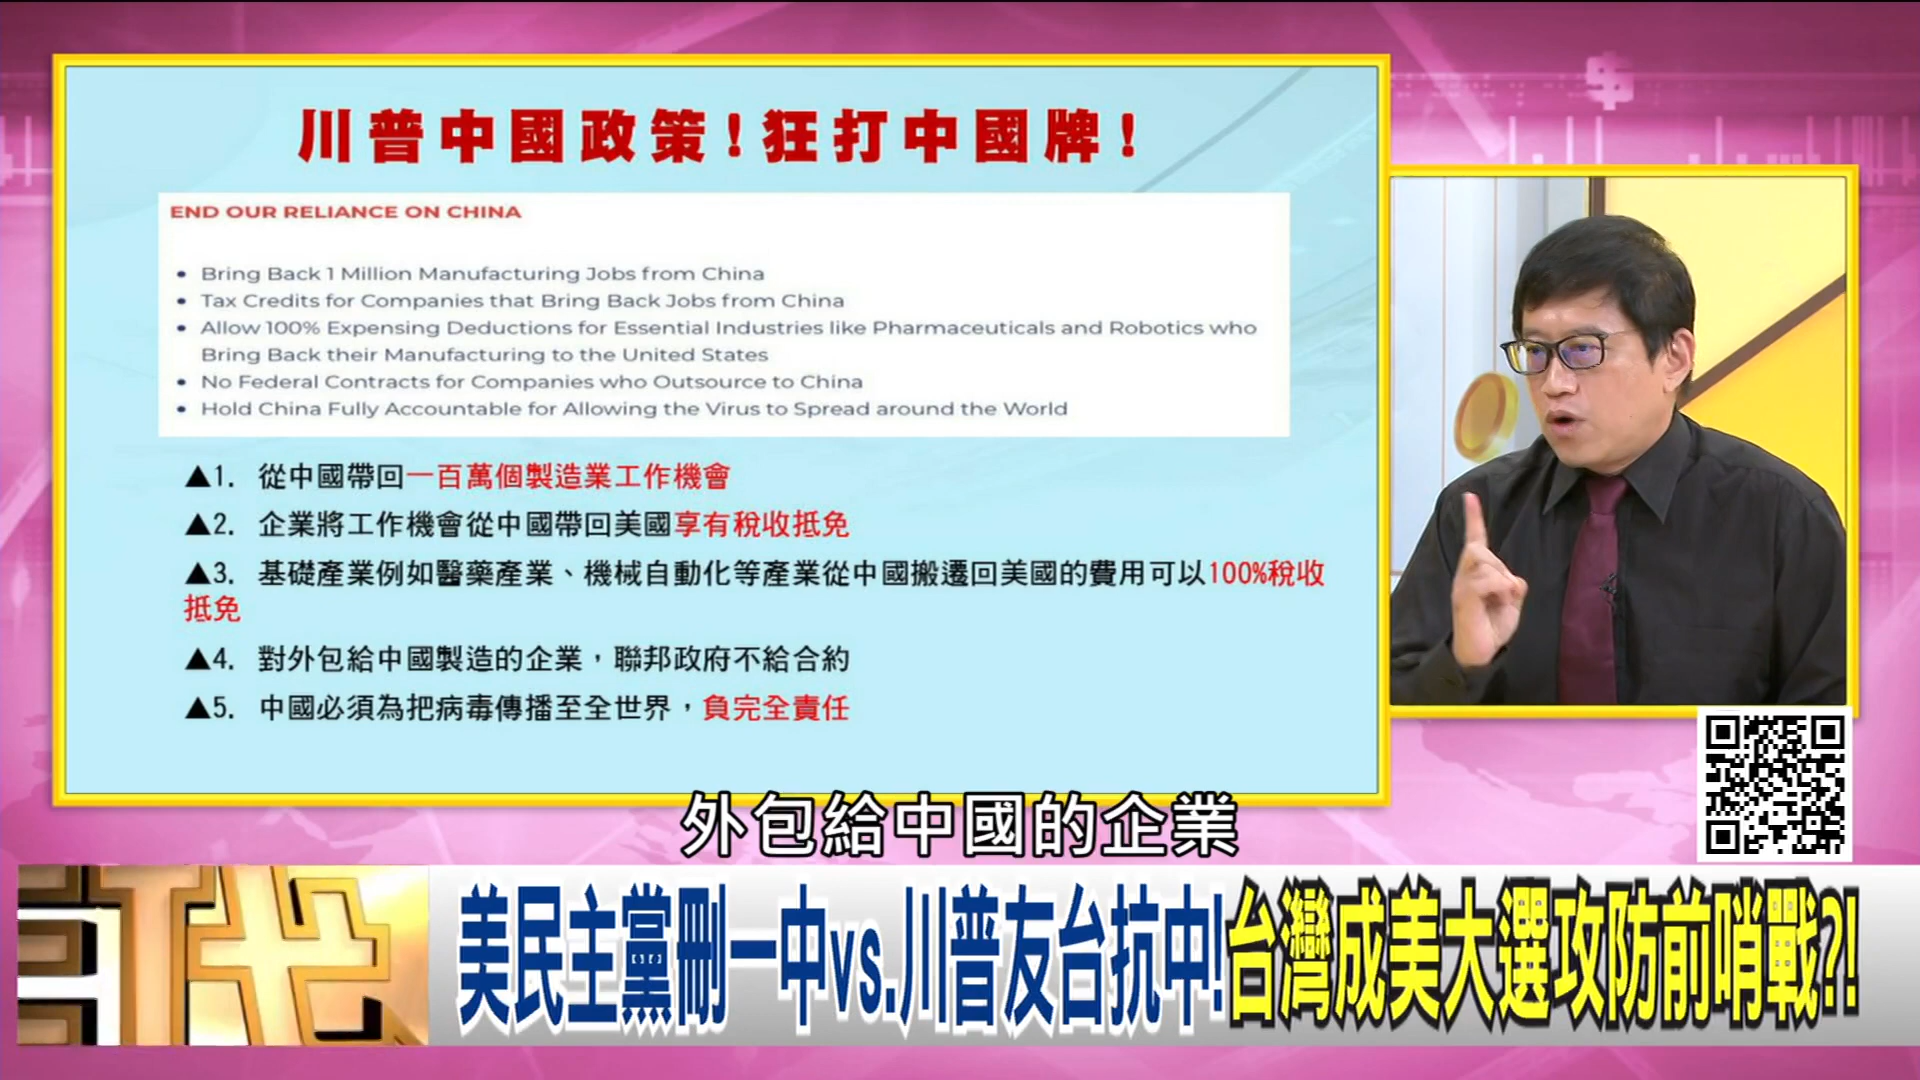 川普中國政策！狂打中國牌！
END OUR RELIANCE ON CHINA
• Bring Back 1 Million Manufacturing Jobs from China
• Tax Credits for Companies that Bring Back Jobs from China
• Allow 100% Expensing Deductions for Essential Industries like Pharmaceuticals and Robotics who
Bring Back their Manufacturing to the United States
• No Federal Contracts for Companies who Outsource to China
• Hold China Fully Accountable for Allowing the Virus to Spread around the World
▲1. 從中國帶回一百萬個製造業工作機會
▲2. 企業將工作機會從中國帶回美國享有稅收抵免
▲3. 基礎產業例如醫藥產業、機械自動化等產業從中國搬遷回美國的費用可以100%稅收
抵免
▲4. 對外包給中國製造的企業，聯邦政府不給合約
▲5. 中國必須為把病毒傳播至全世界，負完全責任
外包給中國的企業
美民主黨刪一中vs.川普友台抗中!台灣成美大選攻防前哨戰?!